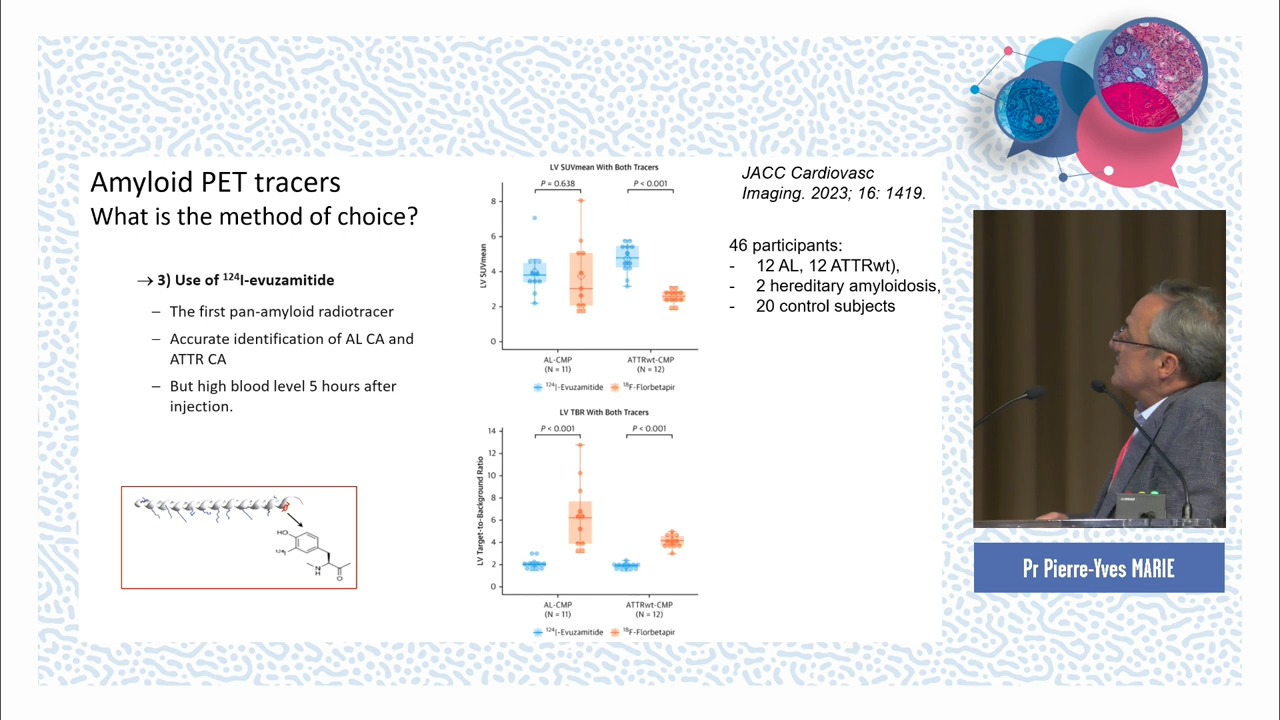 Amyloid PET tracers
What is the method of choice?
→ 3) Use of ¹²⁴I-evuzamitide
– The first pan-amyloid radiotracer
– Accurate identification of AL CA and
ATTR CA
– But high blood level 5 hours after
injection.
HO
¹²⁴I
NH
O
LV SUVmean With Both Tracers
P = 0.638
P < 0.001
LV SUVmean
8
6
4
2
0
AL-CMP
(N = 11)
ATTRwt-CMP
(N = 12)
¹²⁴I-Evuzamitide
¹⁸F-Florbetapir
LV TBR With Both Tracers
P < 0.001
P < 0.001
LV Target-to-Background Ratio
14
12
10
8
6
4
2
0
AL-CMP
(N = 11)
ATTRwt-CMP
(N = 12)
¹²⁴I-Evuzamitide
¹⁸F-Florbetapir
JACC Cardiovasc
Imaging. 2023; 16: 1419.
46 participants:
- 12 AL, 12 ATTRwt),
- 2 hereditary amyloidosis,
- 20 control subjects
Pr Pierre-Yves MARIE